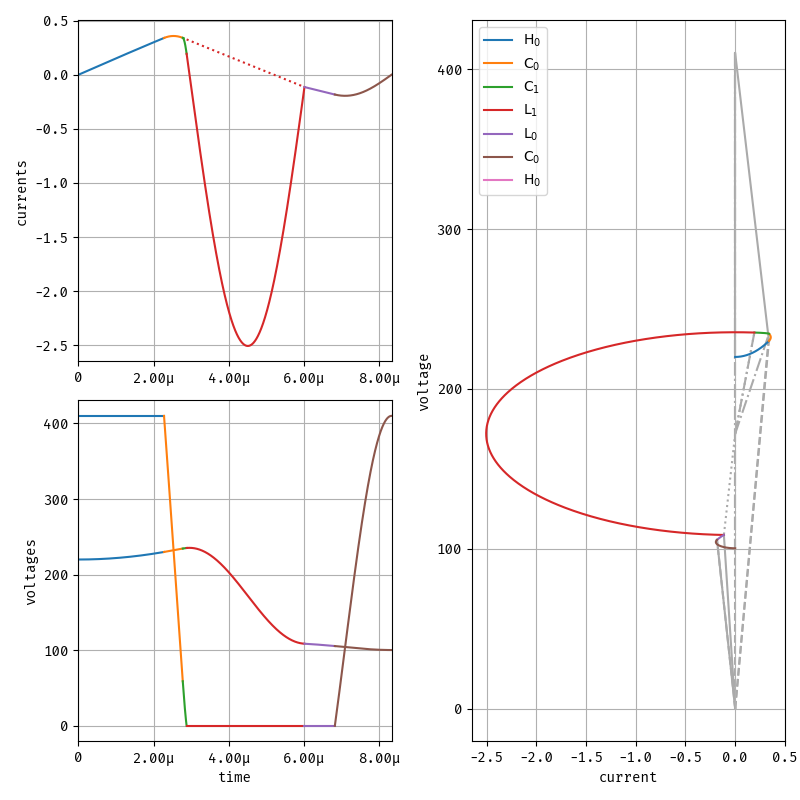 0.5
0.0
-0.5
-1.0
-1.5
-2.0
-2.5
currents
0 2.00μ 4.00μ 6.00μ 8.00μ
400
300
200
100
0
voltages
0 2.00μ 4.00μ 6.00μ 8.00μ
time
H₀
C₀
C₁
L₁
L₀
C₀
H₀
400
300
200
100
0
voltage
-2.5 -2.0 -1.5 -1.0 -0.5 0.0 0.5
current